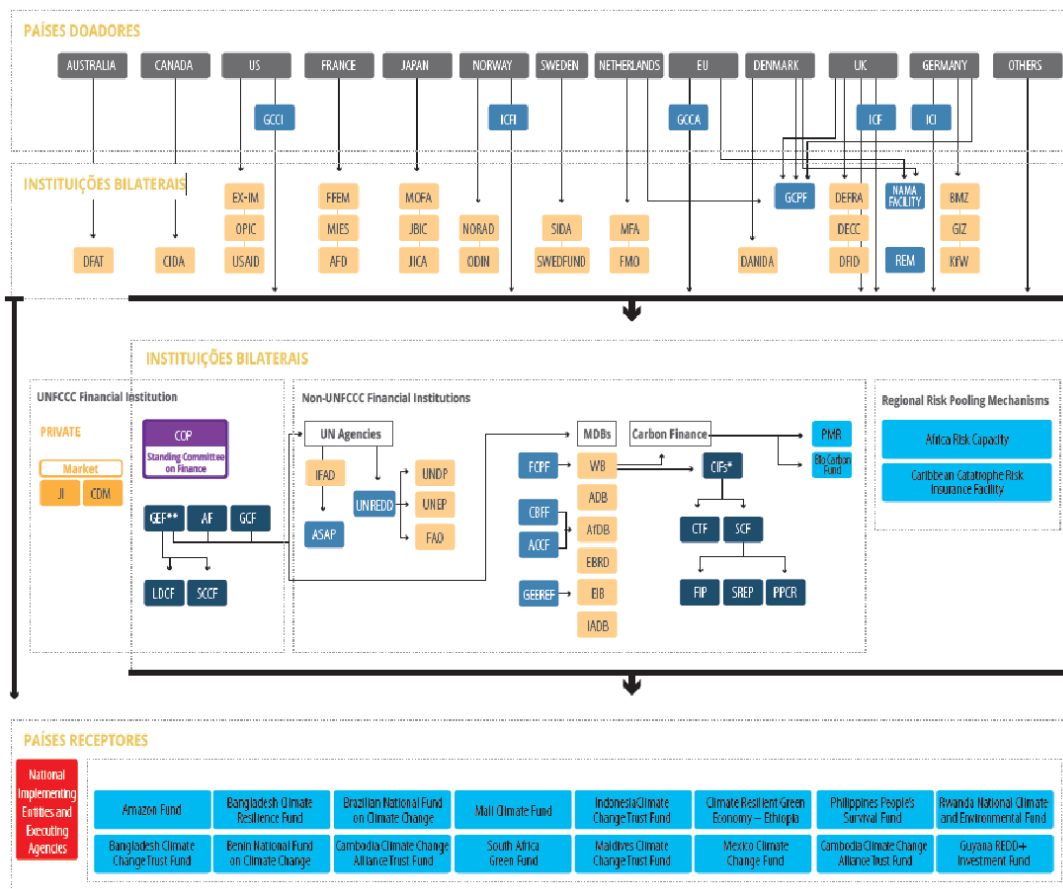 PAÍSES DOADORES
AUSTRALIA
CANADA
US
FRANCE
JAPAN
NORWAY
SWEDEN
NETHERLANDS
EU
DENMARK
UK
GERMANY
OTHERS
GCCI
ICFI
GCCA
ICF
ICI
INSTITUIÇÕES BILATERAIS
EX-IM
FFEM
MOFA
GCPF
DEFRA
NAMA
FACILITY
BMZ
OPIC
MIES
JBIC
NORAD
SIDA
MFA
DECC
GIZ
DFAT
CIDA
USAID
AFD
JICA
ODIN
SWEDFUND
FMO
DANIDA
DFID
REM
KfW
INSTITUIÇÕES BILATERAIS
UNFCCC Financial Institution
PRIVATE
Market
JI
CDM
COP
Standing Committee
on Finance
GEF**
AF
GCF
LDCF
SCCF
Non-UNFCCC Financial Institutions
UN Agencies
IFAD
ASAP
UNREDD
UNDP
UNEP
FAO
MDBs
FCPF
WB
ADB
CBFF
AfDB
ACCF
EBRD
GEEREF
EIB
IADB
Carbon Finance
CIFs*
CTF
SCF
FIP
SREP
PPCR
PMR
Bio Carbon
Fund
Regional Risk Pooling Mechanisms
Africa Risk Capacity
Caribbean Catatrophe Risk
Insurance Facility
PAÍSES RECEPTORES
National
Implementing
Entities and
Executing
Agencies
Amazon Fund
Bangladesh Climate
Resilience Fund
Brazilian National Fund
on Climate Change
Mali Climate Fund
IndonesiaClimate
Change Trust Fund
Climate Resilient Green
Economy – Ethiopia
Philippines People's
Survival Fund
Rwanda National Climate
and Environmental Fund
Bangladesh Climate
Change Trust Fund
Benin National Fund
on Climate Change
Cambodia Climate Change
Alliance Trust Fund
South Africa
Green Fund
Maldives Climate
Change Trust Fund
Mexico Climate
Change Fund
Cambodia Climate Change
Alliance Trust Fund
Guyana REDD+
Investment Fund